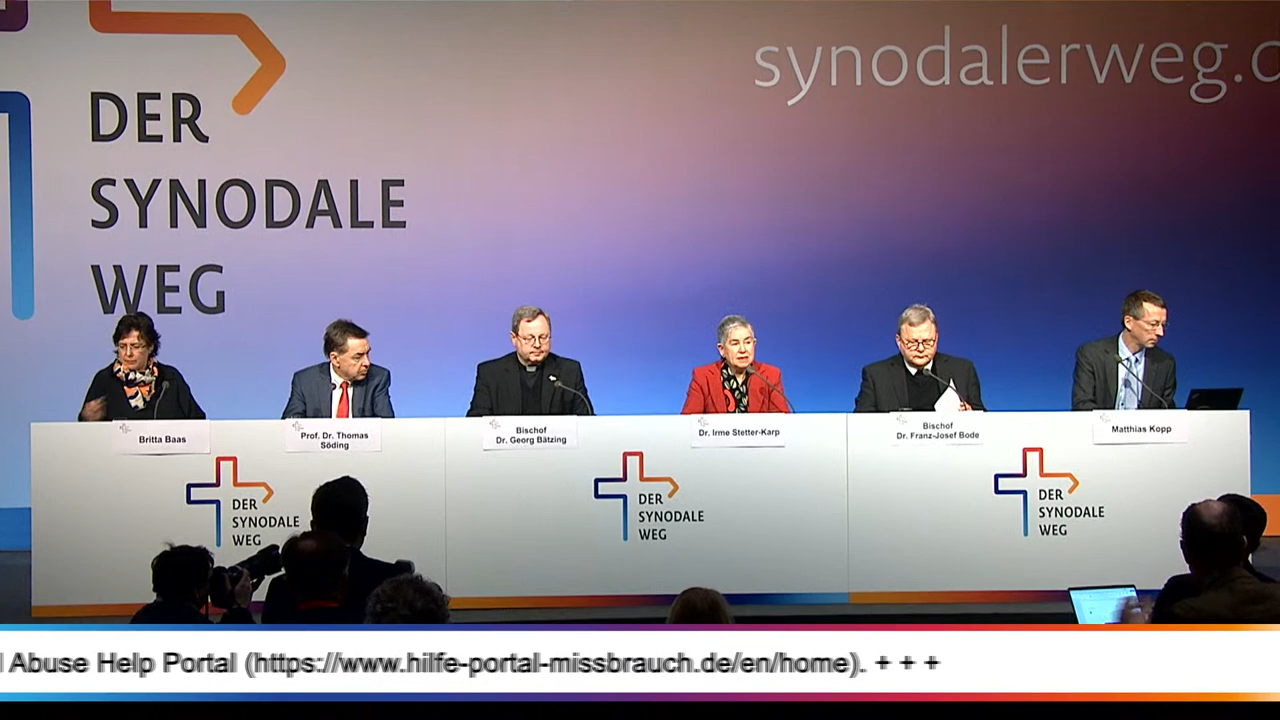 synodalerweg.
DER
SYNODALE
WEG
Britta Baas
Prof. Dr. Thomas
Söding
Bischof
Dr. Georg Bätzing
Dr. Irme Stetter-Karp
Bischof
Dr. Franz-Josef Bode
Matthias Kopp
DER
SYNODALE
WEG
DER
SYNODALE
WEG
DER
SYNODALE
WEG
Abuse Help Portal (https://www.hilfe-portal-missbrauch.de/en/home). + + +